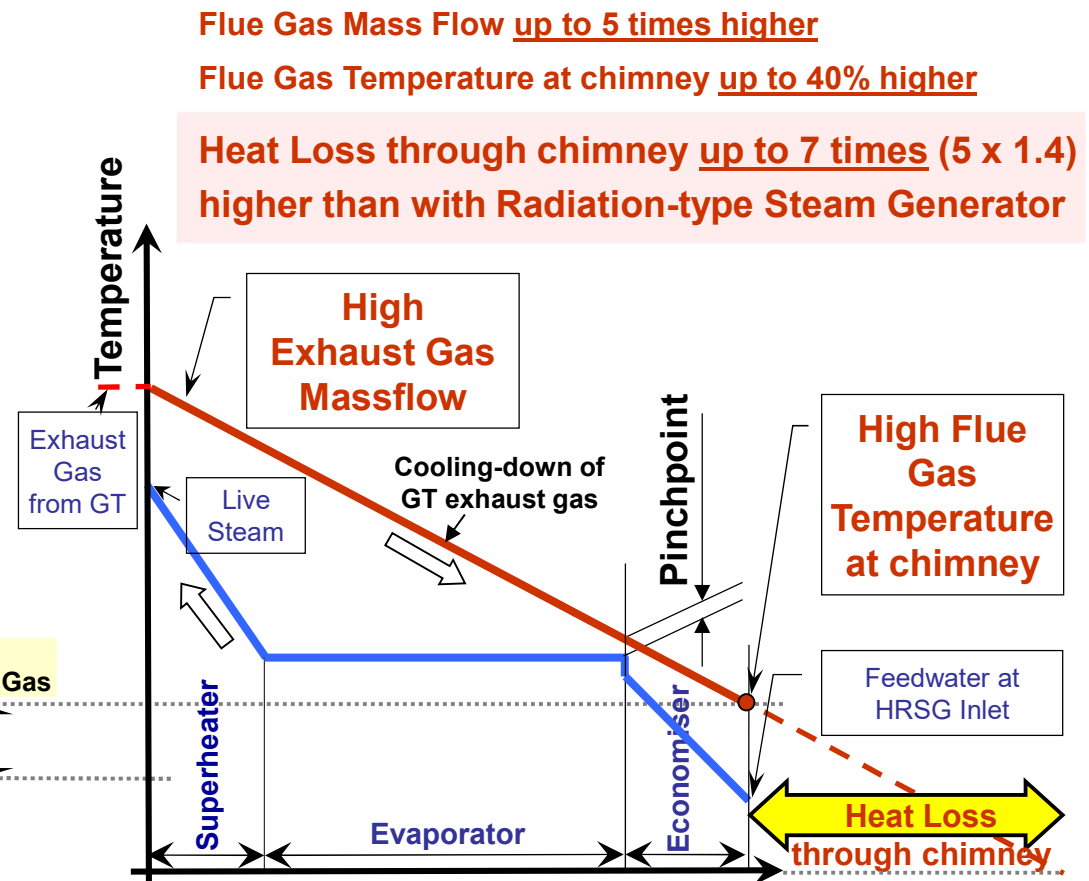 Flue Gas Mass Flow up to 5 times higher
Flue Gas Temperature at chimney up to 40% higher
Heat Loss through chimney up to 7 times (5 x 1.4)
higher than with Radiation-type Steam Generator
Temperature
High
Exhaust Gas
Massflow
Exhaust
Gas
from GT
Live
Steam
Cooling-down of
GT exhaust gas
Pinchpoint
High Flue
Gas
Temperature
at chimney
Gas
Feedwater at
HRSG Inlet
Superheater
Evaporator
Economiser
Heat Loss
through chimney